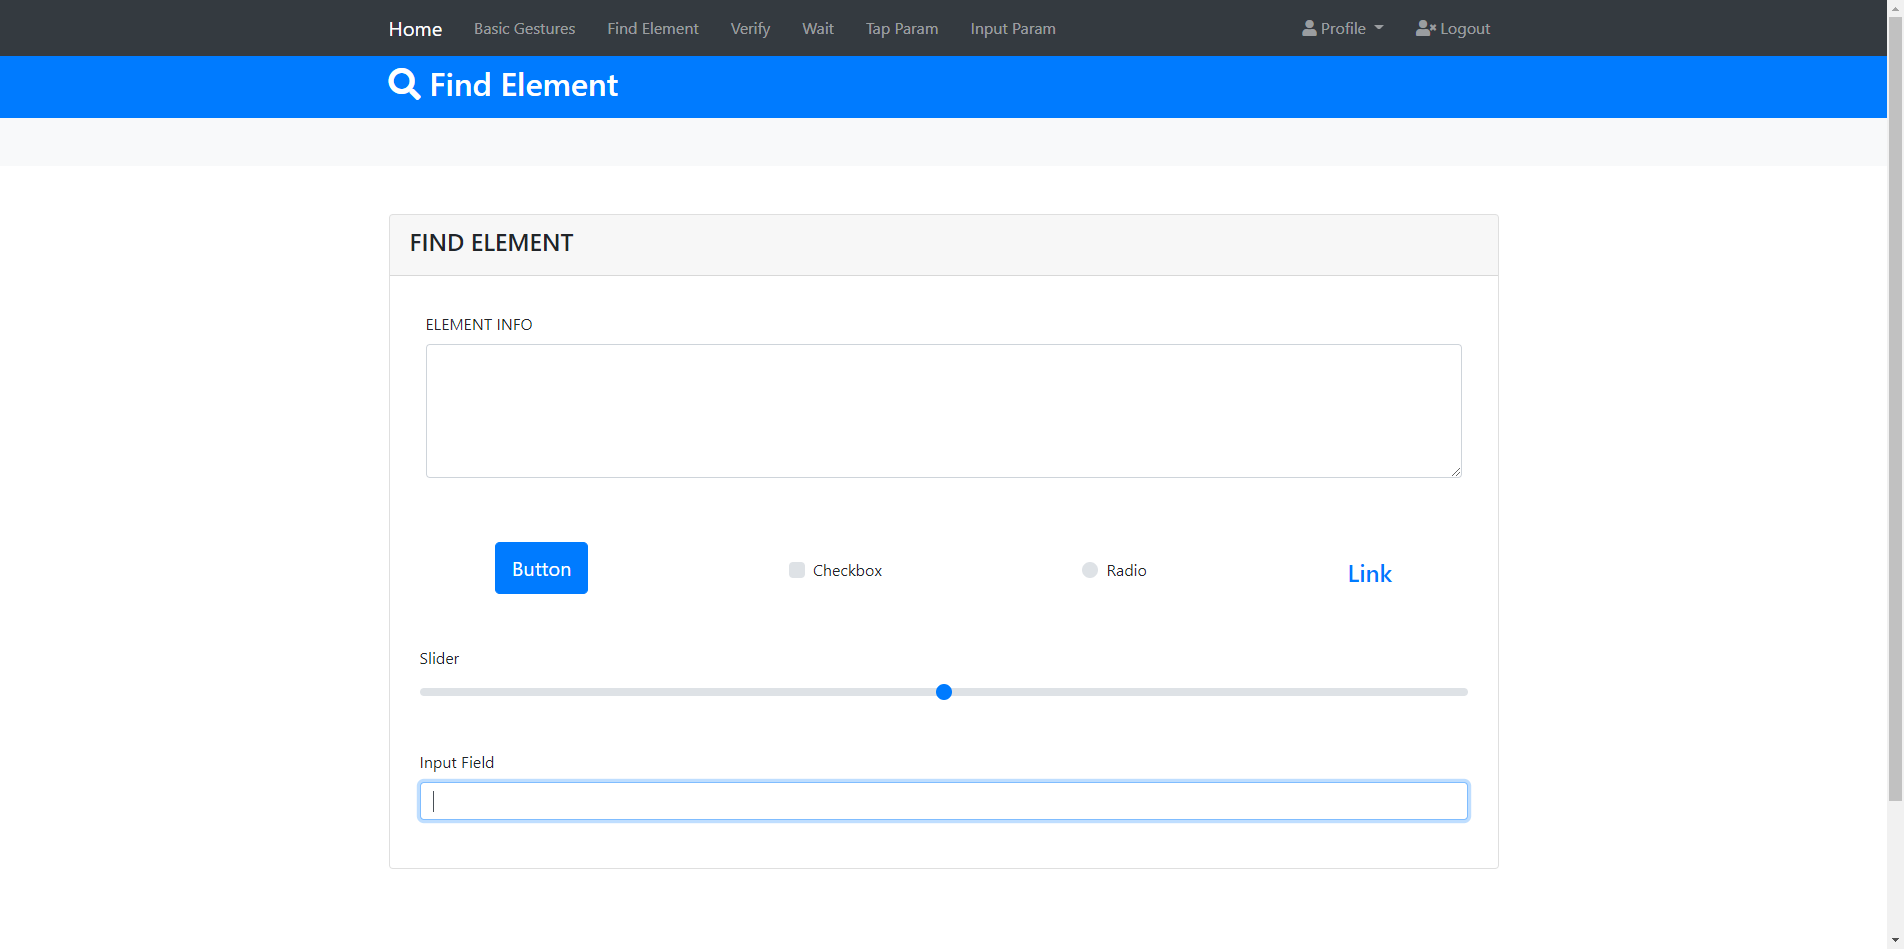 Home Basic Gestures Find Element Verify Wait Tap Param Input Param Profile Logout
Find Element
FIND ELEMENT
ELEMENT INFO
Button Checkbox Radio Link
Slider
Input Field